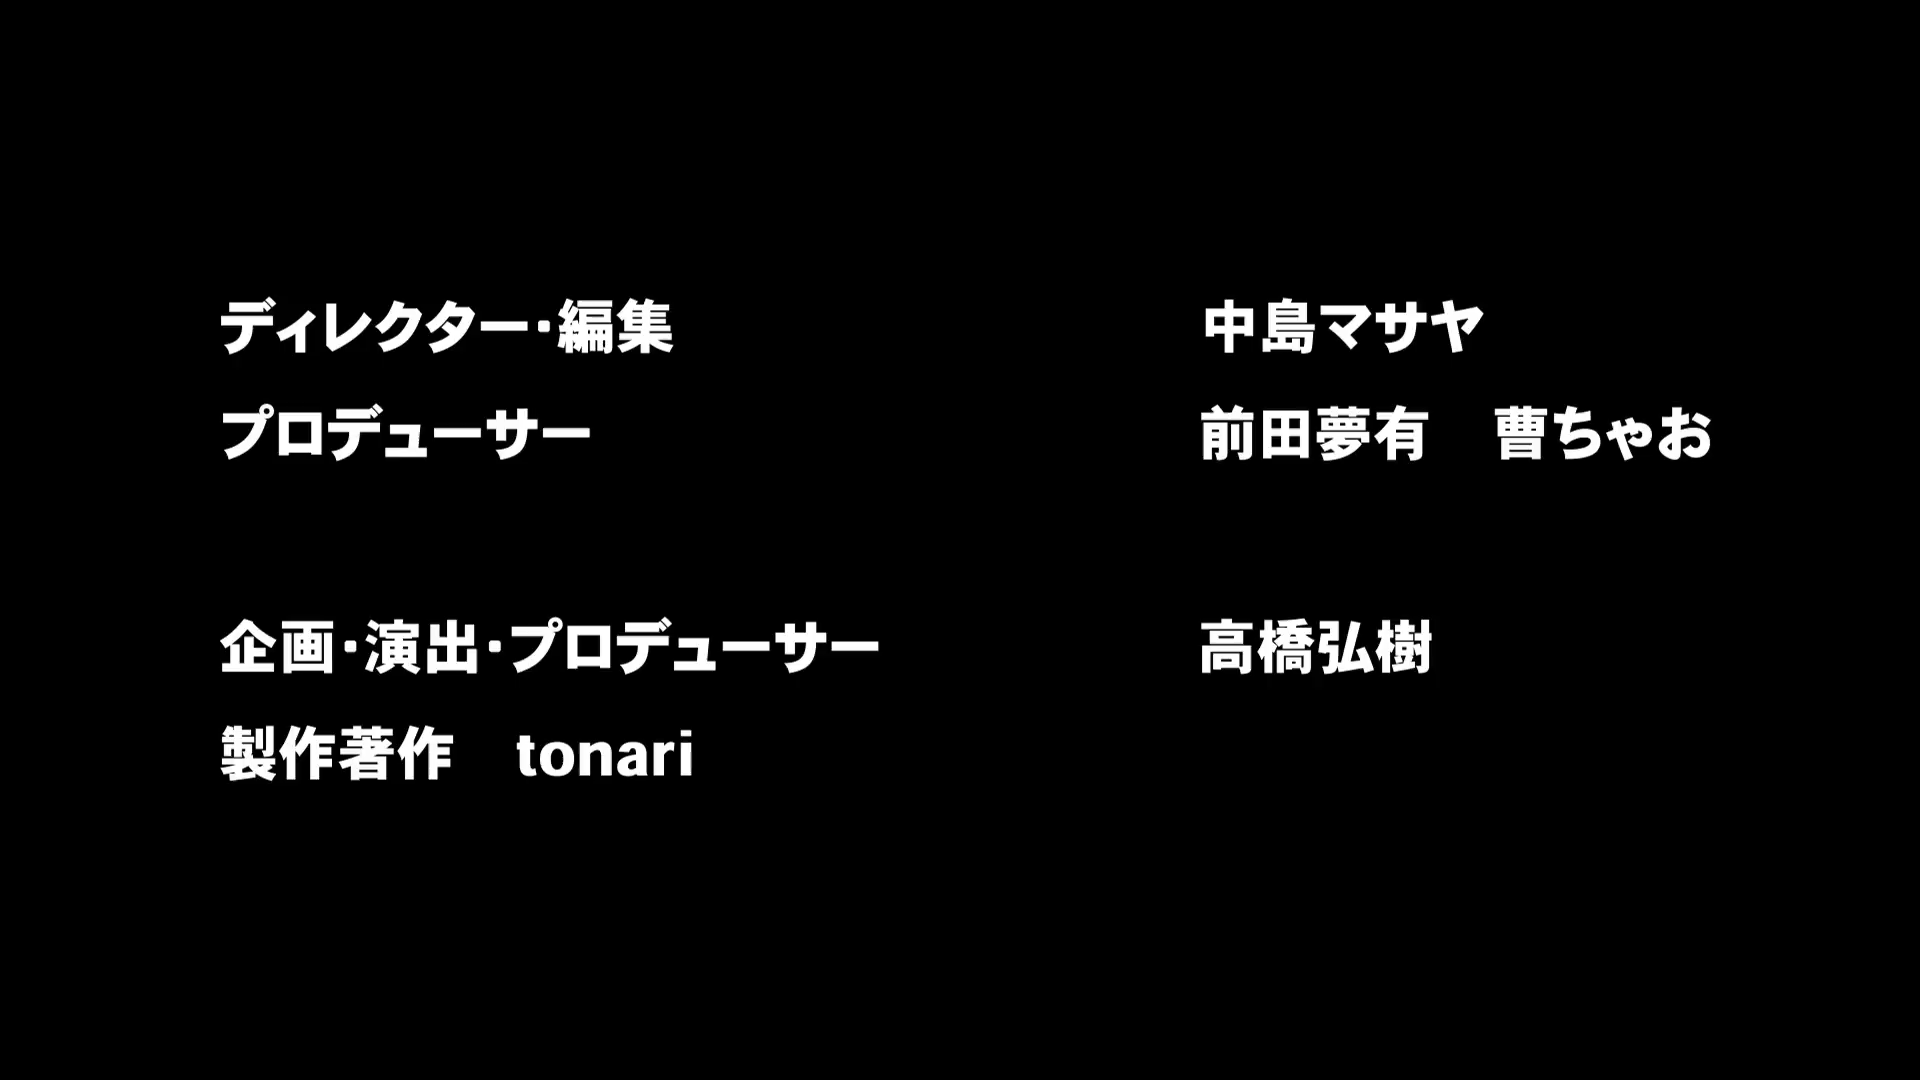 ディレクター・編集　中島マサヤ
プロデューサー　前田夢有　曹ちゃお
企画・演出・プロデューサー　高橋弘樹
製作著作　tonari